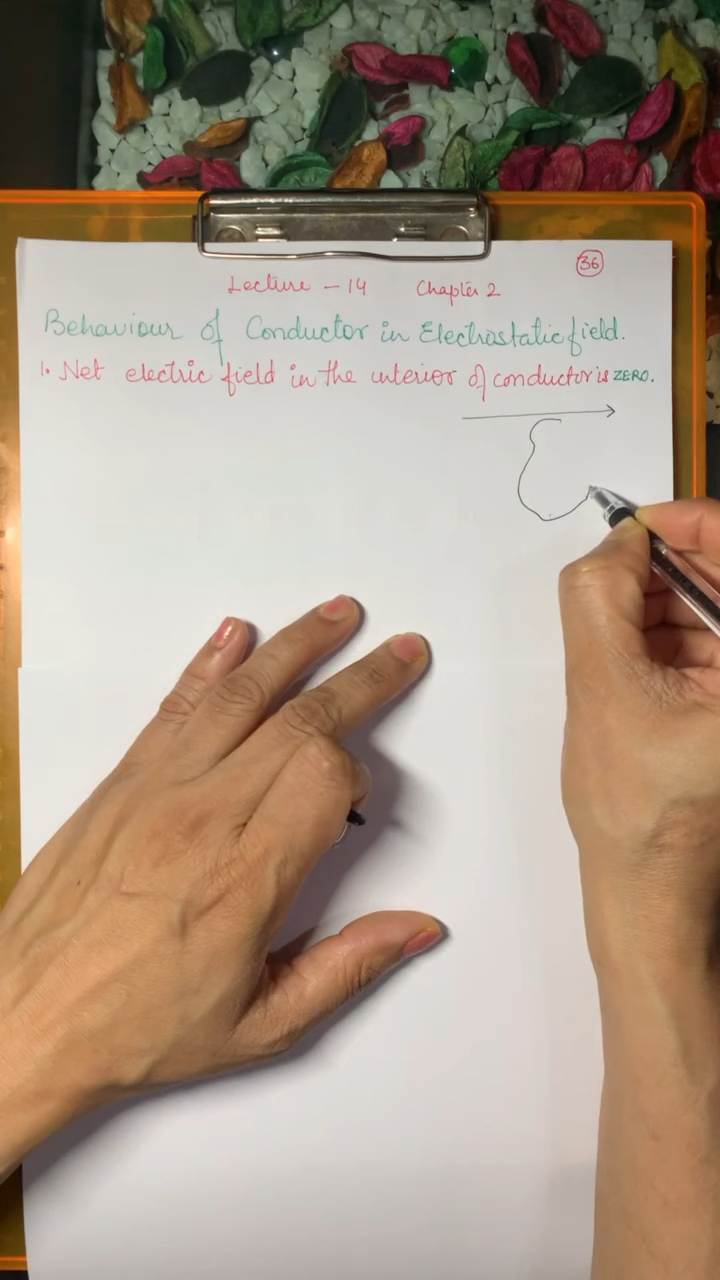 36
Lecture - 14 Chapter 2
Behaviour of Conductor in Electrostatic field.
1. Net electric field in the interior of conductor is ZERO.